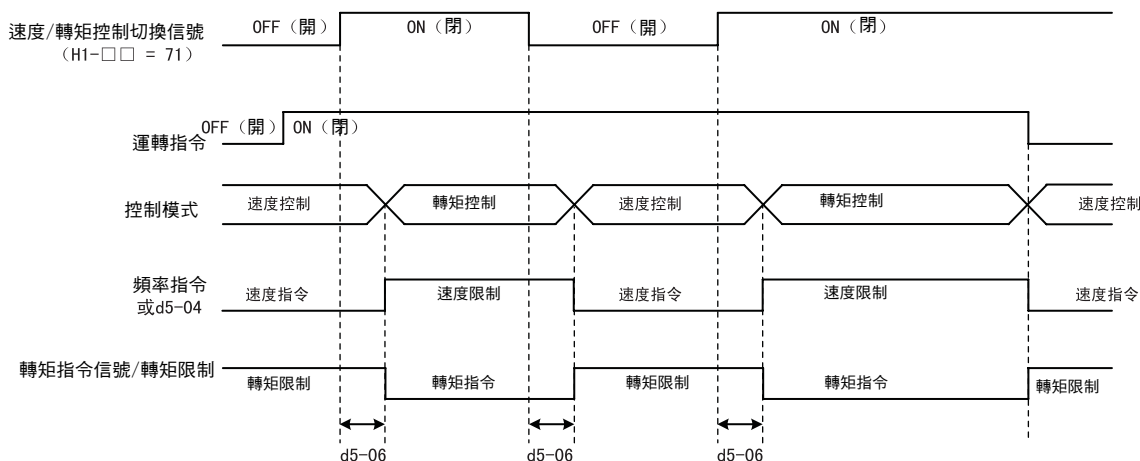 速度/轉矩控制切換信號
（H1-□□ = 71）
OFF（開）
ON（閉）
OFF（開）
ON（閉）
運轉指令
OFF（開）
ON（閉）
控制模式
速度控制
轉矩控制
速度控制
轉矩控制
速度控制
頻率指令
或d5-04
速度指令
速度限制
速度指令
速度限制
速度指令
轉矩指令信號/轉矩限制
轉矩限制
轉矩指令
轉矩限制
轉矩指令
轉矩限制
d5-06
d5-06
d5-06